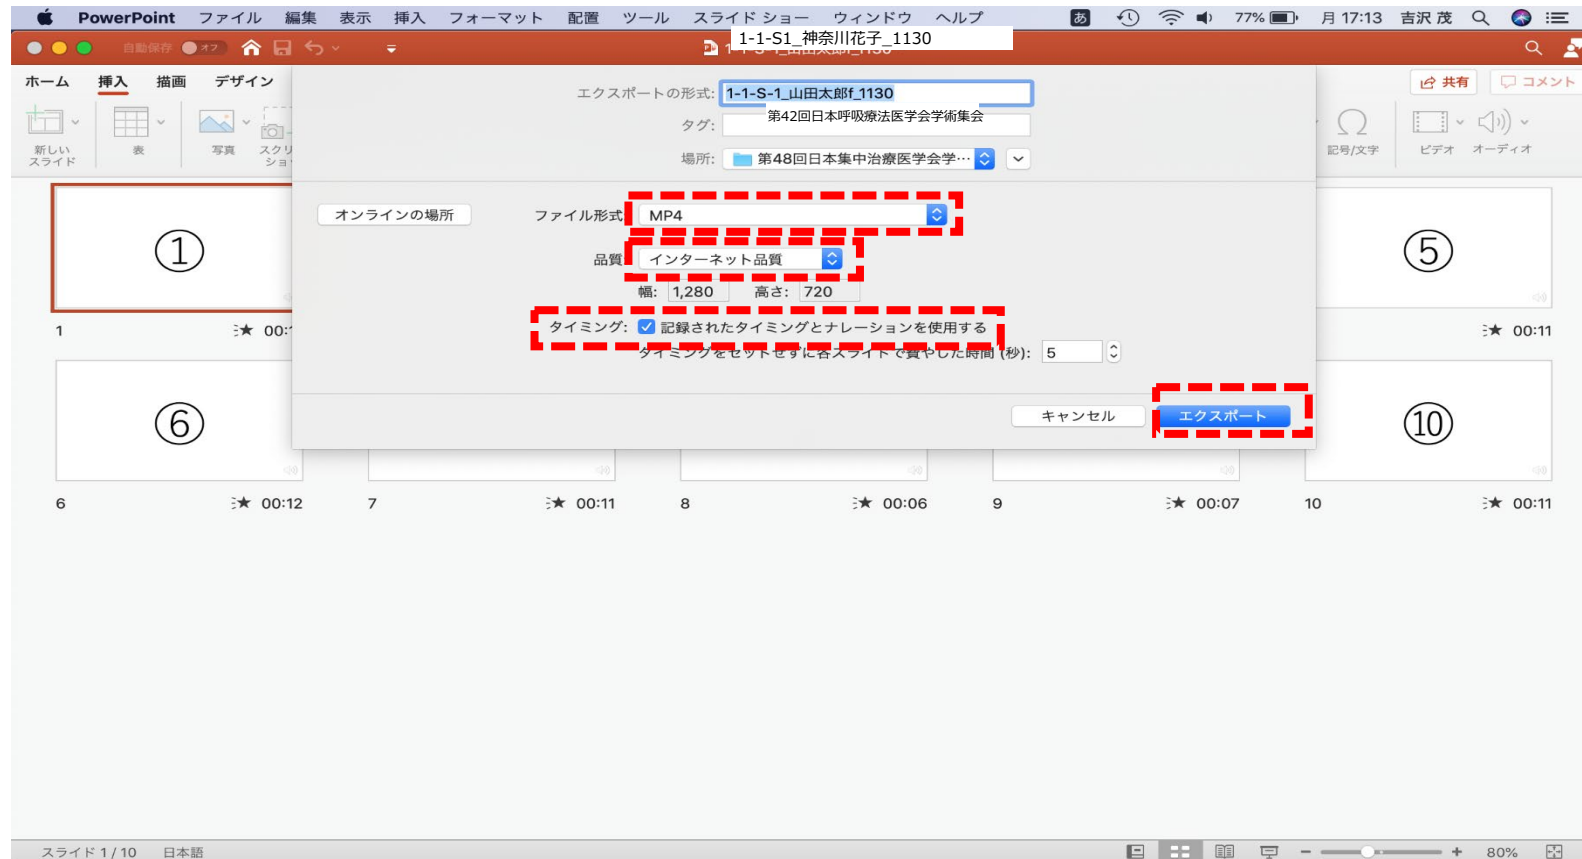 PowerPoint ファイル 編集 表示 挿入 フォーマット 配置 ツール スライド ショー ウィンドウ ヘルプ あ 77% 月 17:13 吉沢 茂
1-1-S1_神奈川花子_1130
自動保存 オフ
ホーム 挿入 描画 デザイン 共有 コメント
エクスポートの形式: 1-1-S-1_山田太郎f_1130
第42回日本呼吸療法医学会学術集会
タグ:
新しい
スライド
表 写真 記号/文字 ビデオ オーディオ
場所: 第48回日本集中治療医学会学…
オンラインの場所 ファイル形式: MP4
① ⑤
品質: インターネット品質
幅: 1,280 高さ: 720
タイミング: 記録されたタイミングとナレーションを使用する
1 00:11
タイミングをセットせずに各スライドで費やした時間 (秒): 5
キャンセル エクスポート
⑥ ⑩
6 00:12 7 00:11 8 00:06 9 00:07 10 00:11
スライド 1 / 10 日本語 80%